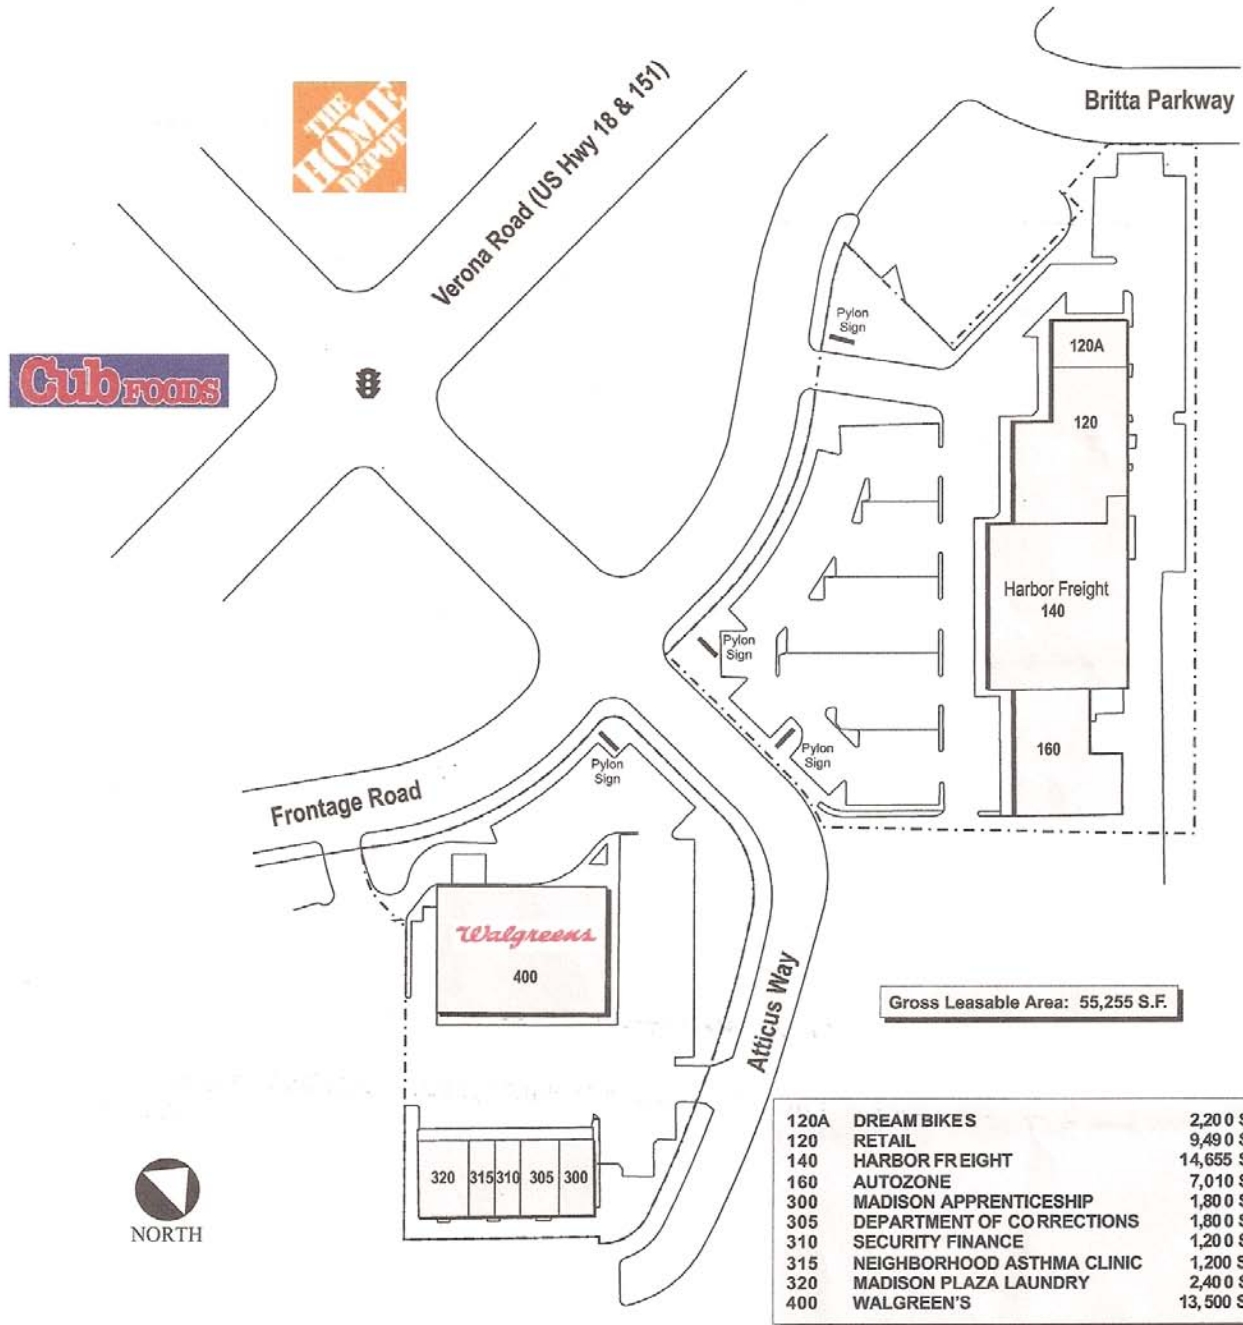 THE
HOME
DEPOT
Verona Road (US Hwy 18 & 151)
Britta Parkway
Cub FOODS
Pylon
Sign
120A
120
Harbor Freight
140
Pylon
Sign
Pylon
Sign
160
Pylon
Sign
Frontage Road
Walgreens
400
Atticus Way
Gross Leasable Area: 55,255 S.F.
320 315 310 305 300
NORTH
120A DREAM BIKES 2,200 S
120 RETAIL 9,490 S
140 HARBOR FREIGHT 14,655 S
160 AUTOZONE 7,010 S
300 MADISON APPRENTICESHIP 1,800 S
305 DEPARTMENT OF CORRECTIONS 1,800 S
310 SECURITY FINANCE 1,200 S
315 NEIGHBORHOOD ASTHMA CLINIC 1,200 S
320 MADISON PLAZA LAUNDRY 2,400 S
400 WALGREEN'S 13,500 S